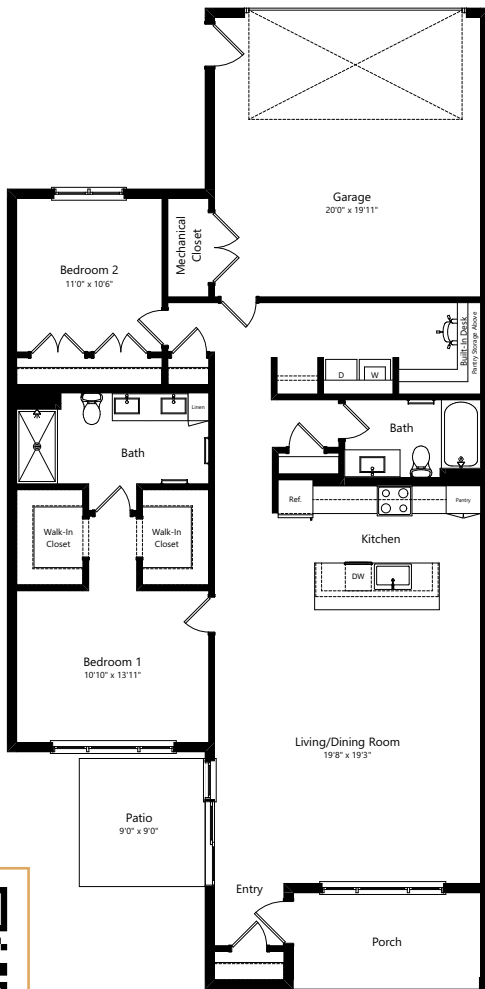 Garage
20'0" x 19'11"
Mechanical
Closet
Bedroom 2
11'0" x 10'6"
Built-In Desk
Pantry Storage Above
D
W
Linen
Bath
Bath
Ref.
Pantry
Kitchen
Walk-In
Closet
Walk-In
Closet
DW
Bedroom 1
10'10" x 13'11"
Living/Dining Room
19'8" x 19'3"
Patio
9'0" x 9'0"
Entry
Porch